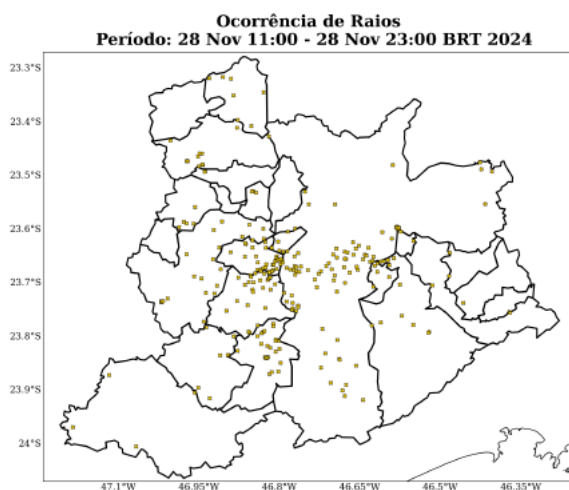 Ocorrência de Raios
Período: 28 Nov 11:00 - 28 Nov 23:00 BRT 2024
23.3°S
23.4°S
23.5°S
23.6°S
23.7°S
23.8°S
23.9°S
24°S
47.1°W
46.95°W
46.8°W
46.65°W
46.5°W
46.35°W